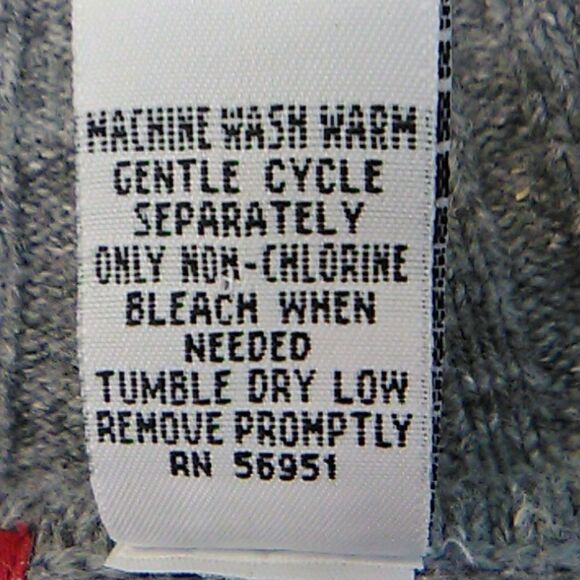 MACHINE WASH WARM
GENTLE CYCLE
SEPARATELY
ONLY NON-CHLORINE
BLEACH WHEN
NEEDED
TUMBLE DRY LOW
REMOVE PROMPTLY
RN 56951